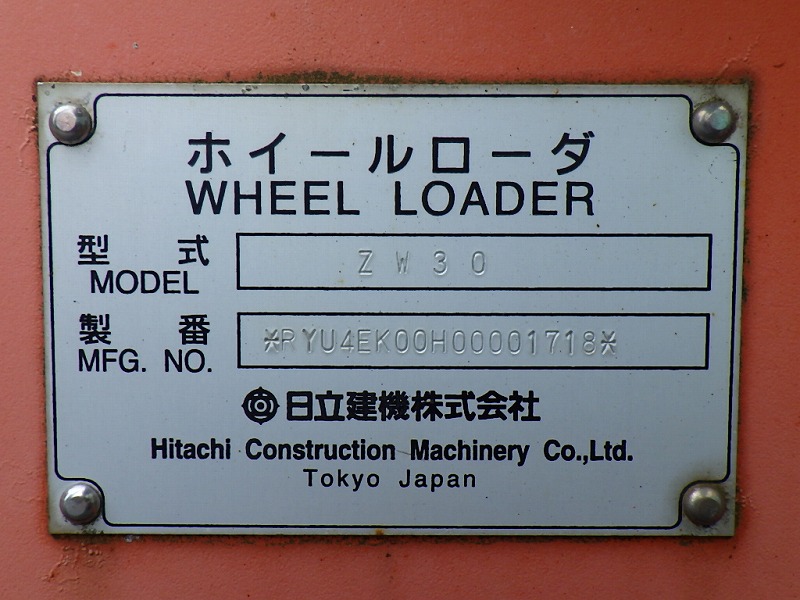 ホイールローダ
WHEEL LOADER
型式 ZW30
MODEL
製番 *RYU4EK00H00001718*
MFG. NO.
日立建機株式会社
Hitachi Construction Machinery Co.,Ltd.
Tokyo Japan